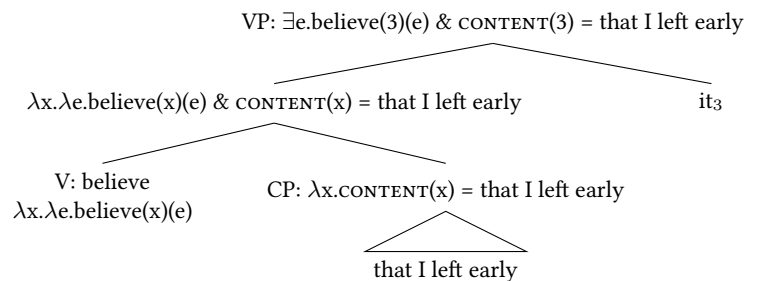 VP: ∃e.believe(3)(e) & CONTENT(3) = that I left early
λx.λe.believe(x)(e) & CONTENT(x) = that I left early
it₃
V: believe
λx.λe.believe(x)(e)
CP: λx.CONTENT(x) = that I left early
that I left early